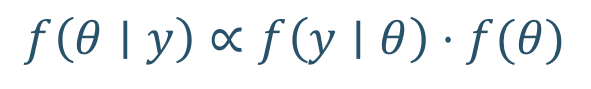 f(θ | y) ∝ f(y | θ) · f(θ)